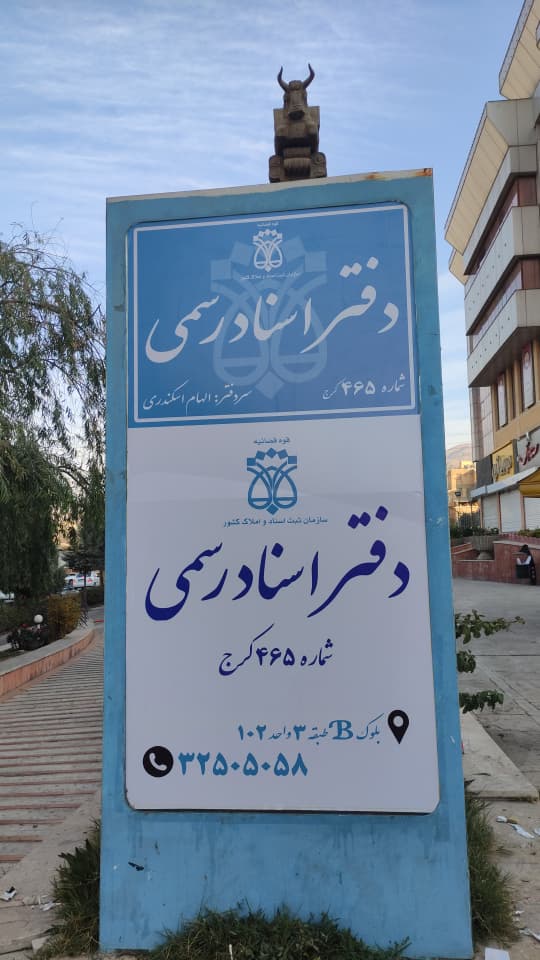 قوه قضائیه
سازمان ثبت اسناد و املاک کشور
دفتر اسناد رسمی
شماره ۴۶۵ کرج
سردفتر: الهام اسکندری
قوه قضائیه
سازمان ثبت اسناد و املاک کشور
دفتر اسناد رسمی
شماره ۴۶۵ کرج
بلوک B طبقه ۳ واحد ۱۰۲
۳۲۵۰۵۰۵۸